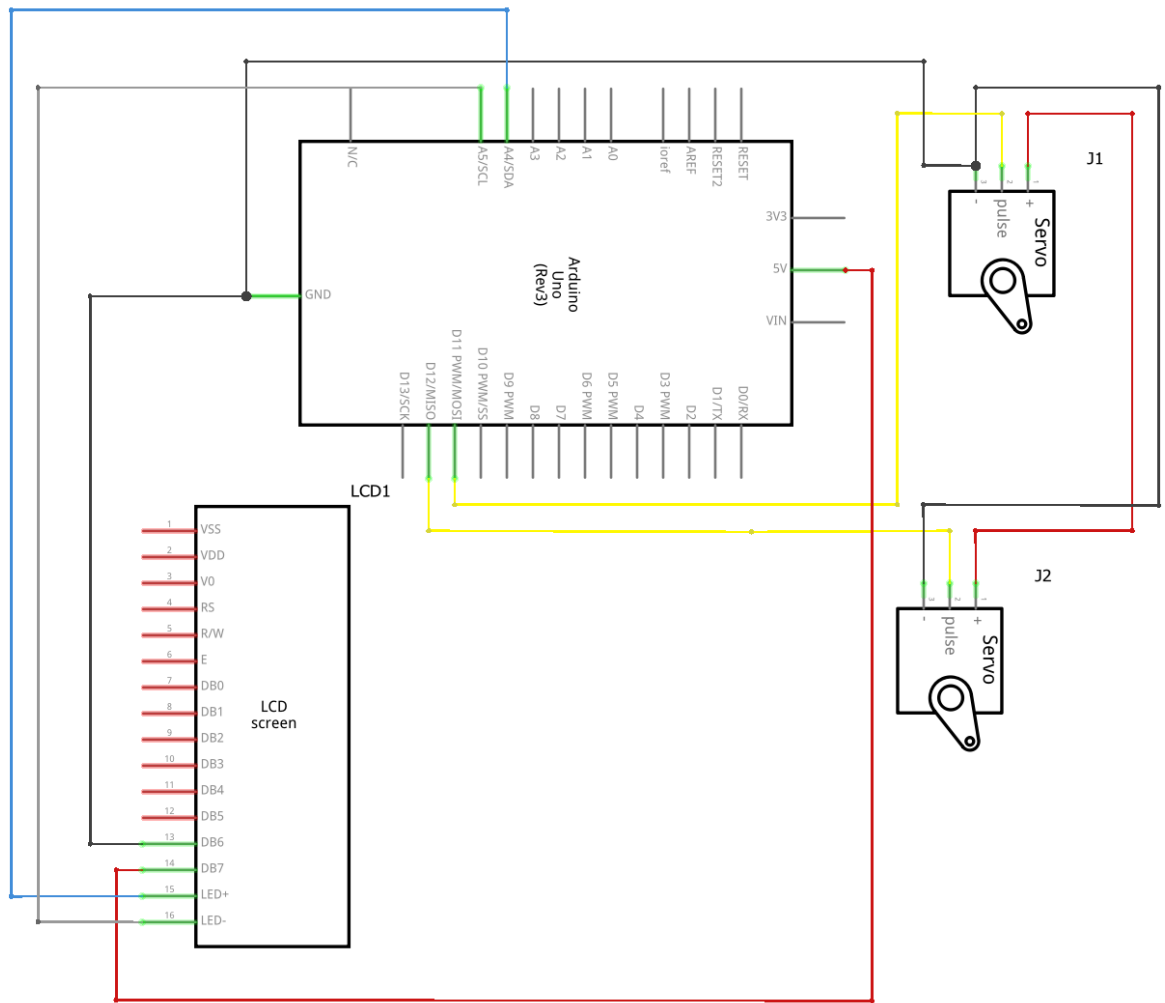 N/C
A5/SCL
A4/SDA
A3
A2
A1
A0
ioref
AREF
RESET2
RESET
J1
3
2
1
-
pulse
+
Servo
3V3
5V
VIN
GND
Arduino
Uno
(Rev3)
D13/SCK
D12/MISO
D11 PWM/MOSI
D10 PWM/SS
D9 PWM
D8
D7
D6 PWM
D5 PWM
D4
D3 PWM
D2
D1/TX
D0/RX
LCD1
1 VSS
2 VDD
3 V0
4 RS
5 R/W
6 E
7 DB0
8 DB1
9 DB2
10 DB3
11 DB4
12 DB5
13 DB6
14 DB7
15 LED+
16 LED-
LCD
screen
J2
3
2
1
-
pulse
+
Servo